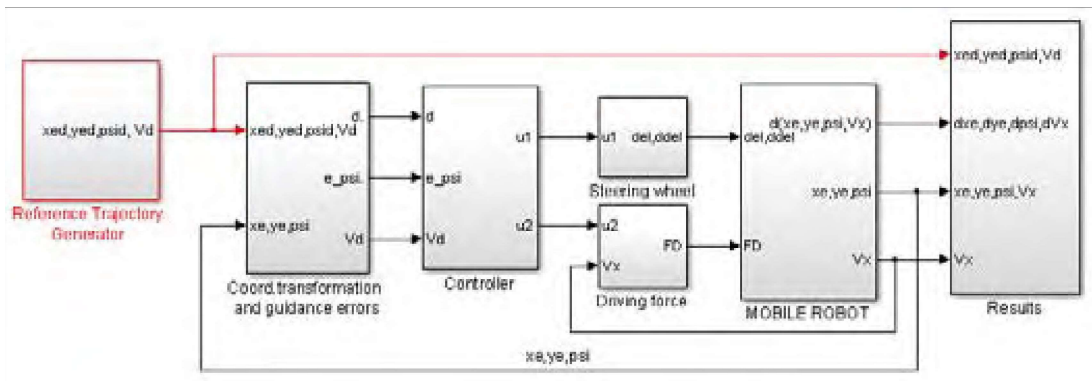 xed,yed,psid, Vd
Reference Trajectory
Generator
xed,yed,psid,Vd
xe,ye,psi
d.
e_psi.
Vd
Coord.transformation
and guidance errors
d
e_psi
Vd
u1
u2
Controller
u1
del,ddel
Steering wheel
u2
Vx
FD
Driving force
del,ddel
FD
d(xe,ye,psi,Vx)
xe,ye,psi
Vx
MOBILE ROBOT
xed,yed,psid,Vd
dxe,dye,dpsi,dVx
xe,ye,psi,Vx
Vx
Results
xe,ye,psi